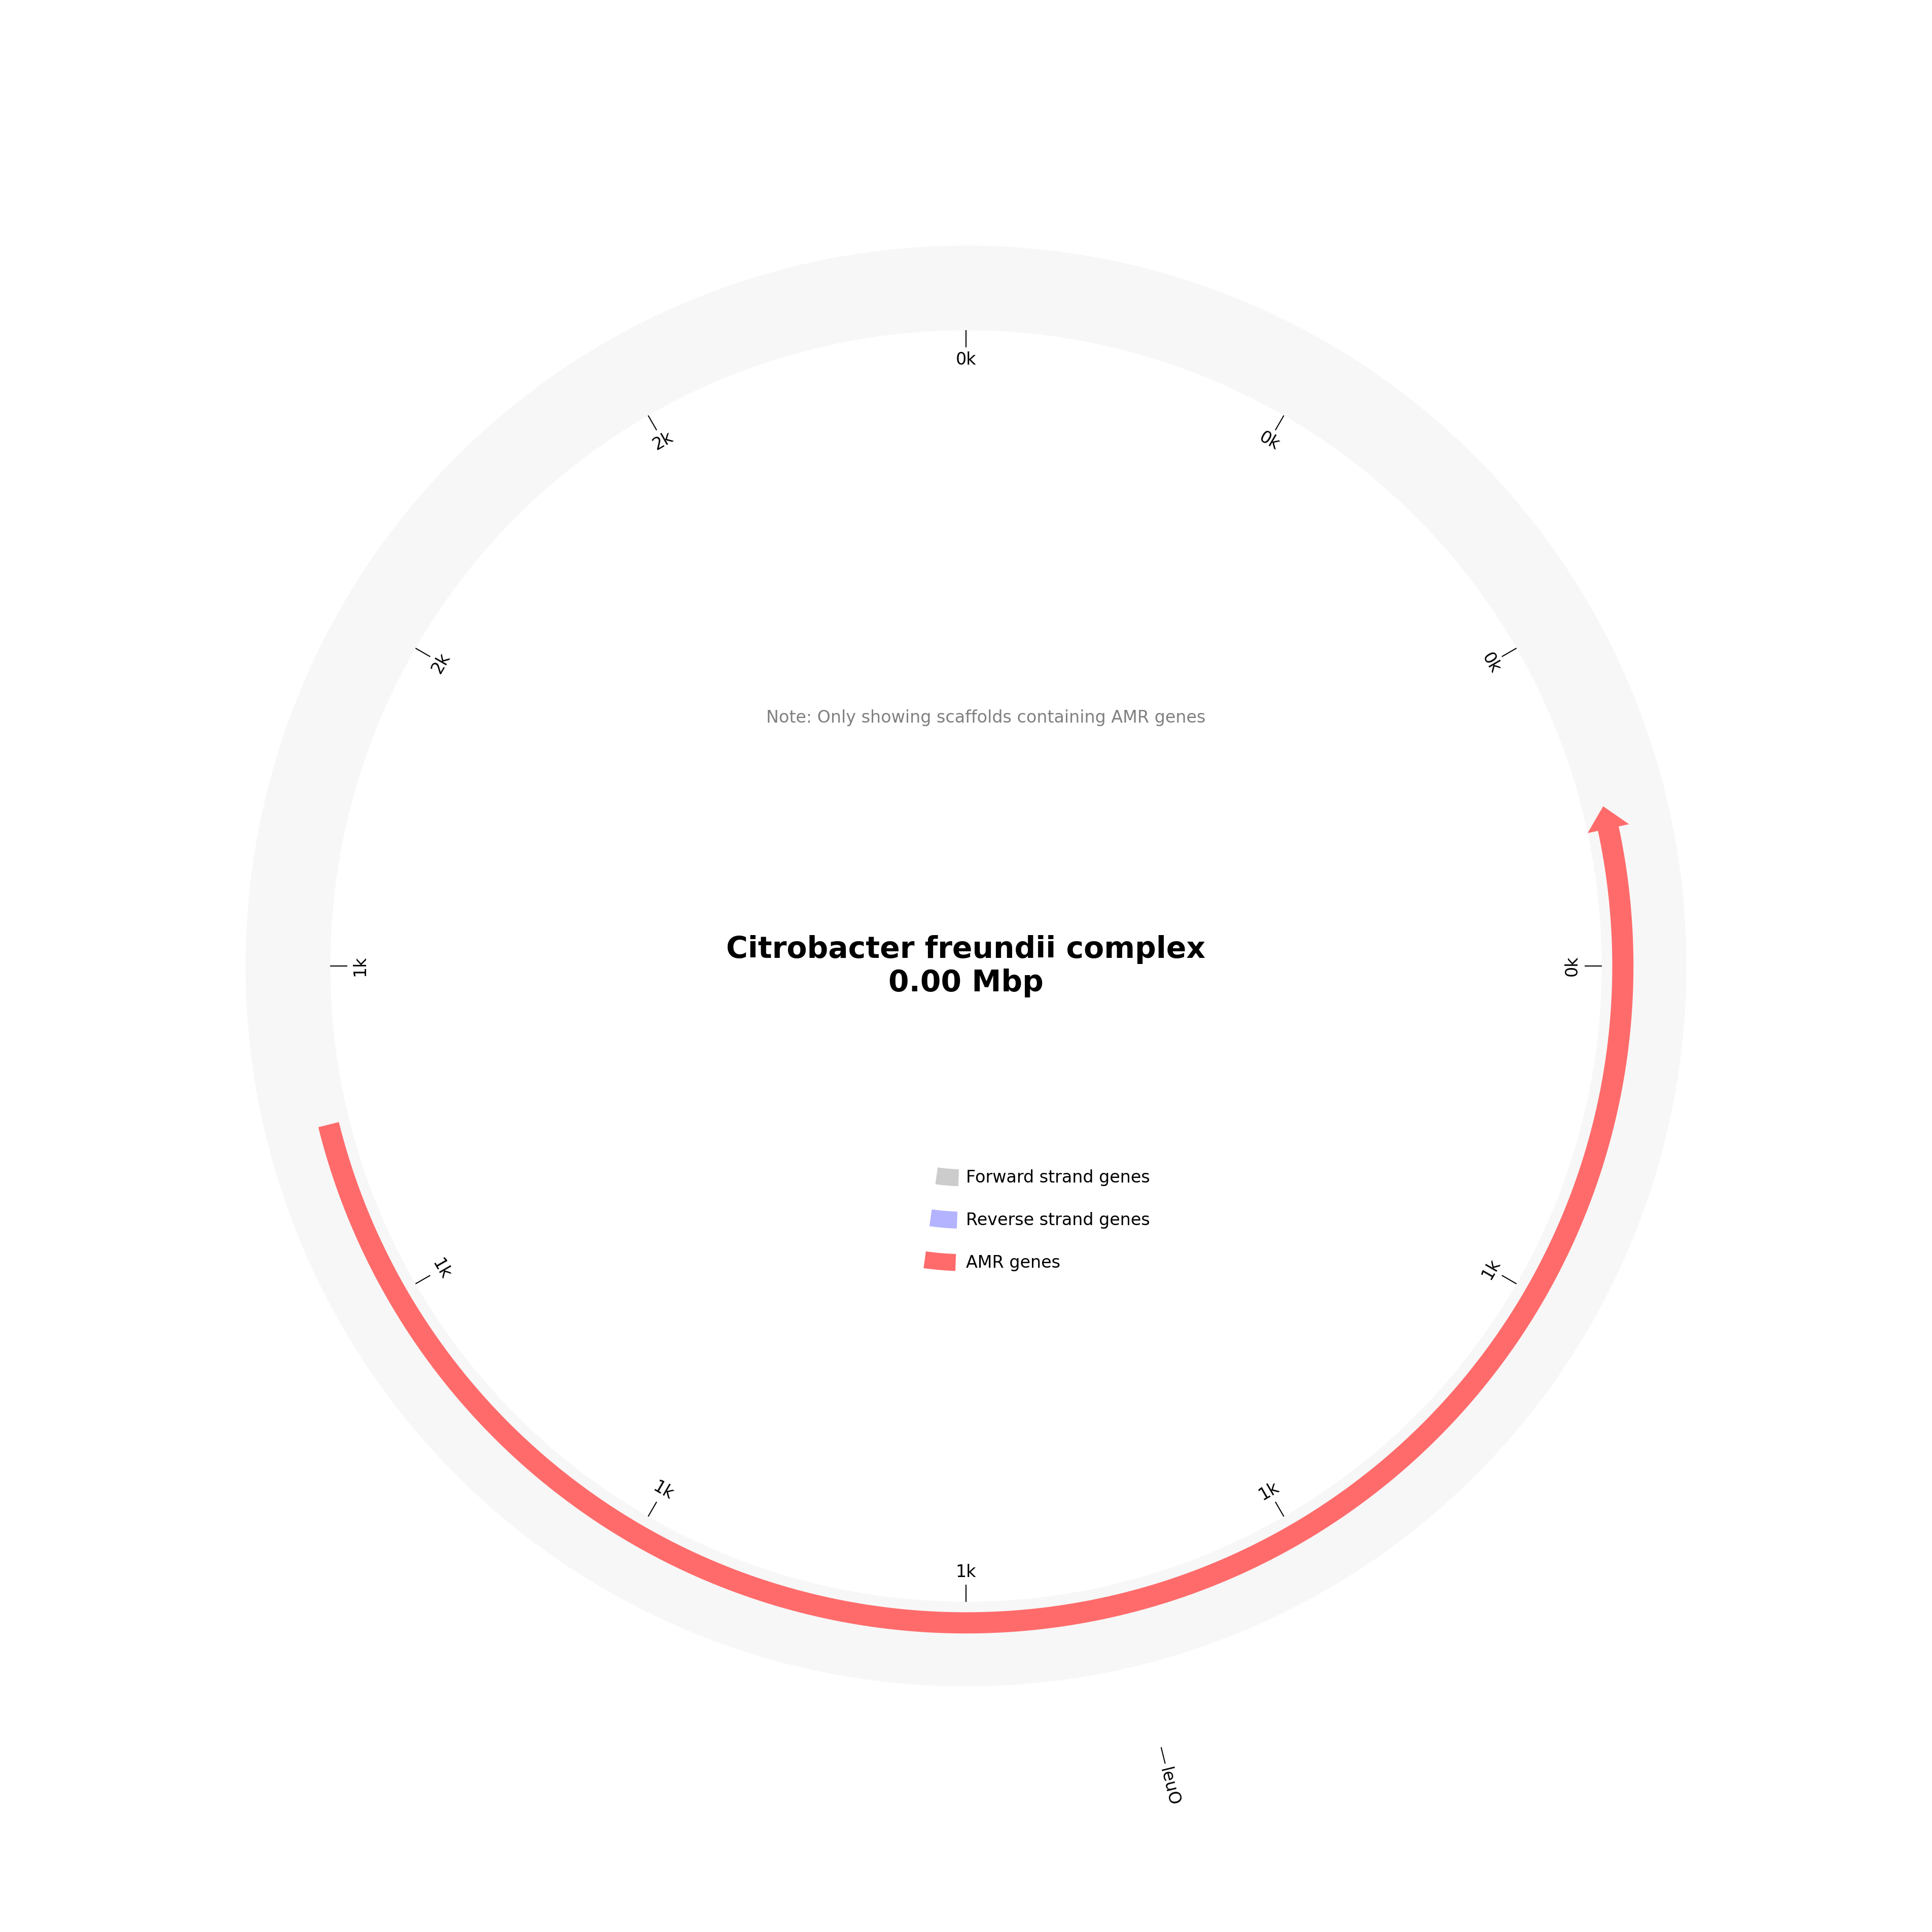 0k
0k
0k
0k
1k
1k
1k
1k
1k
1k
2k
2k
Note: Only showing scaffolds containing AMR genes
Citrobacter freundii complex
0.00 Mbp
Forward strand genes
Reverse strand genes
AMR genes
leuO